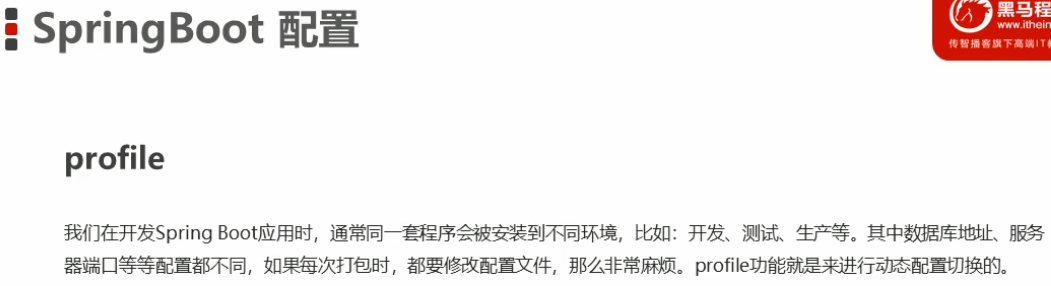 SpringBoot 配置
黑马程
www.ithein
传智播客旗下高端IT教
profile
我们在开发Spring Boot应用时，通常同一套程序会被安装到不同环境，比如：开发、测试、生产等。其中数据库地址、服务
器端口等等配置都不同，如果每次打包时，都要修改配置文件，那么非常麻烦。profile功能就是来进行动态配置切换的。